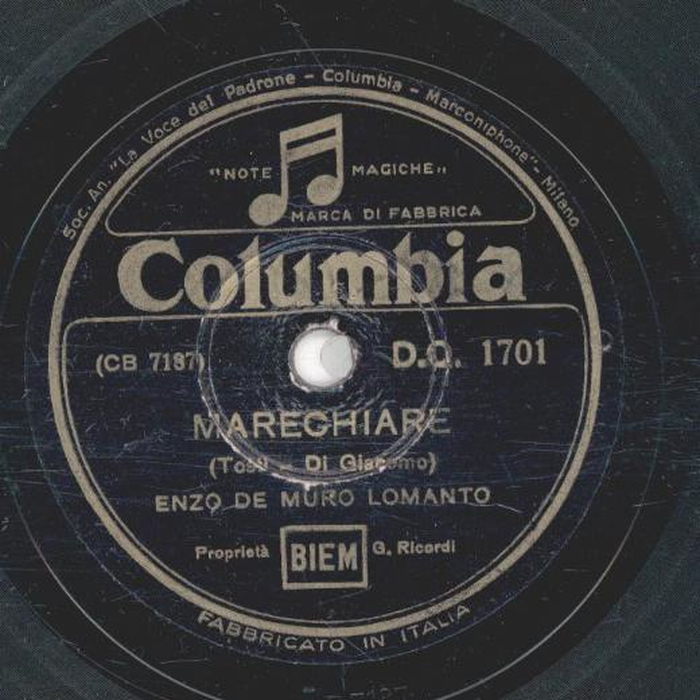 Soc. An. "La Voce del Padrone - Columbia - Marconiphone" - Milano
"NOTE MAGICHE"
MARCA DI FABBRICA
Columbia
(CB 7187) D.Q. 1701
MARECHIARE
(Tosti - Di Giacomo)
ENZO DE MURO LOMANTO
Proprietà BIEM G. Ricordi
FABBRICATO IN ITALIA